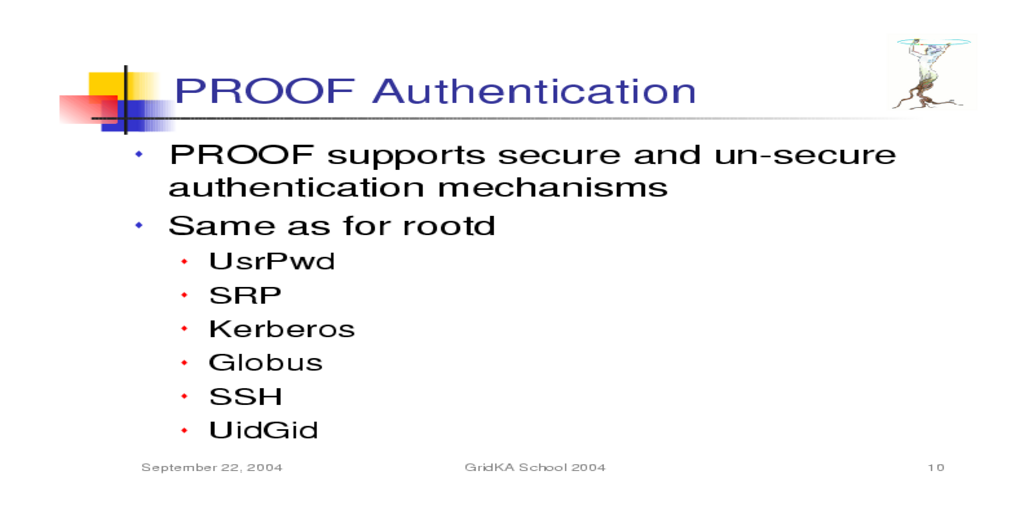 PROOF Authentication
PROOF supports secure and un-secure
authentication mechanisms
Same as for rootd
UsrPwd
SRP
Kerberos
Globus
SSH
UidGid
September 22, 2004 GridKA School 2004 10